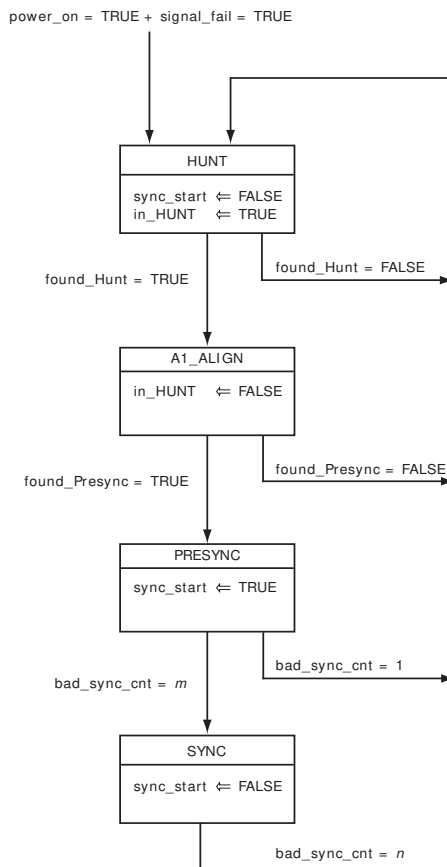 power_on = TRUE + signal_fail = TRUE
HUNT
sync_start ⇐ FALSE
in_HUNT ⇐ TRUE
found_Hunt = FALSE
found_Hunt = TRUE
A1_ALIGN
in_HUNT ⇐ FALSE
found_Presync = FALSE
found_Presync = TRUE
PRESYNC
sync_start ⇐ TRUE
bad_sync_cnt = 1
bad_sync_cnt = m
SYNC
sync_start ⇐ FALSE
bad_sync_cnt = n